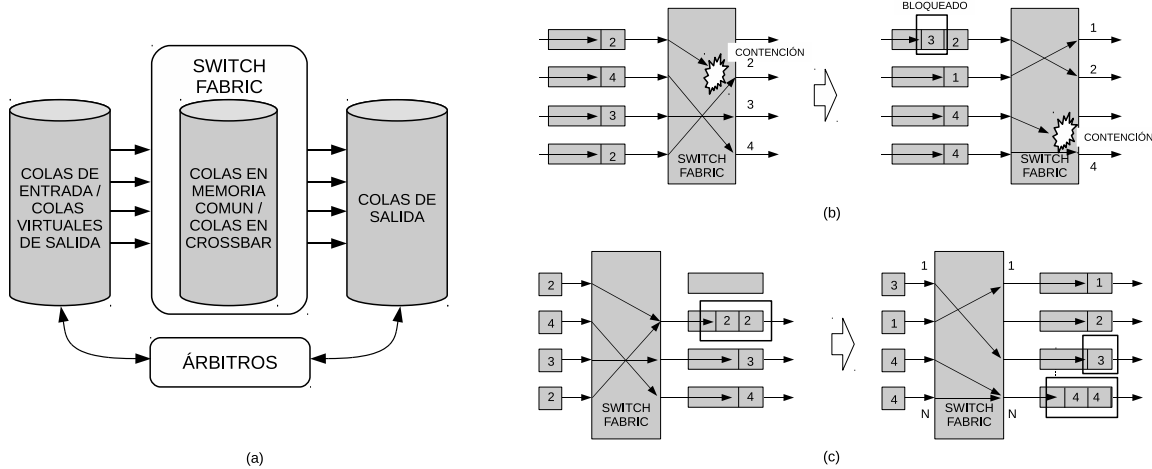 SWITCH
FABRIC
COLAS DE
ENTRADA /
COLAS
VIRTUALES
DE SALIDA
COLAS EN
MEMORIA
COMUN /
COLAS EN
CROSSBAR
COLAS DE
SALIDA
ÁRBITROS
(a)
2
4
3
2
CONTENCIÓN
2
3
4
SWITCH
FABRIC
BLOQUEADO
3 2
1
4
4
1
2
CONTENCIÓN
4
SWITCH
FABRIC
(b)
2
4
3
2
SWITCH
FABRIC
2 2
3
4
3
1
4
4
1
N
SWITCH
FABRIC
1
N
1
2
3
4 4
(c)